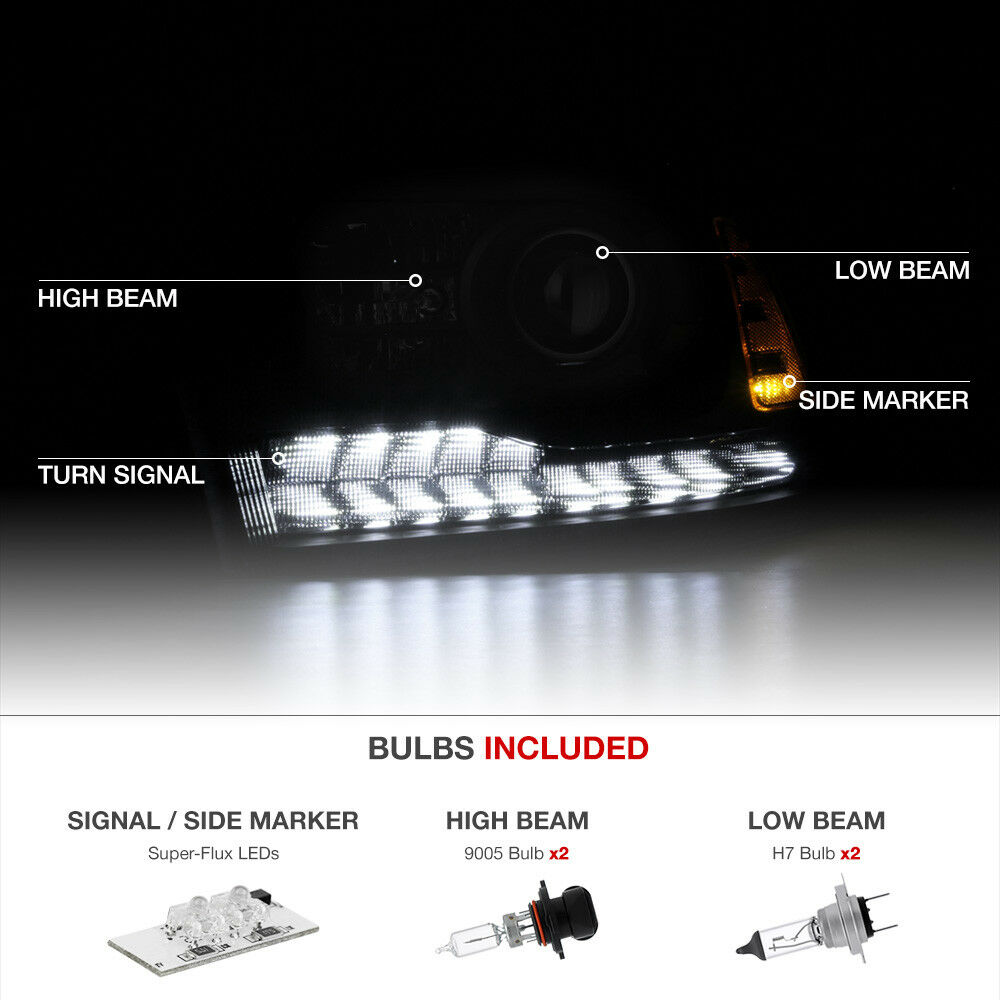 HIGH BEAM
LOW BEAM
SIDE MARKER
TURN SIGNAL
BULBS INCLUDED
SIGNAL / SIDE MARKER
Super-Flux LEDs
HIGH BEAM
9005 Bulb x2
LOW BEAM
H7 Bulb x2